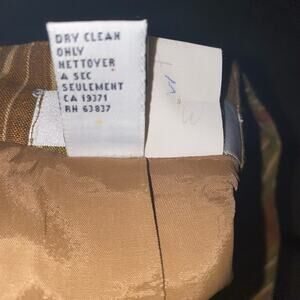 DRY CLEAN
ONLY
NETTOYER
A SEC
SEULEMENT
CA 19371
RN 63837
M